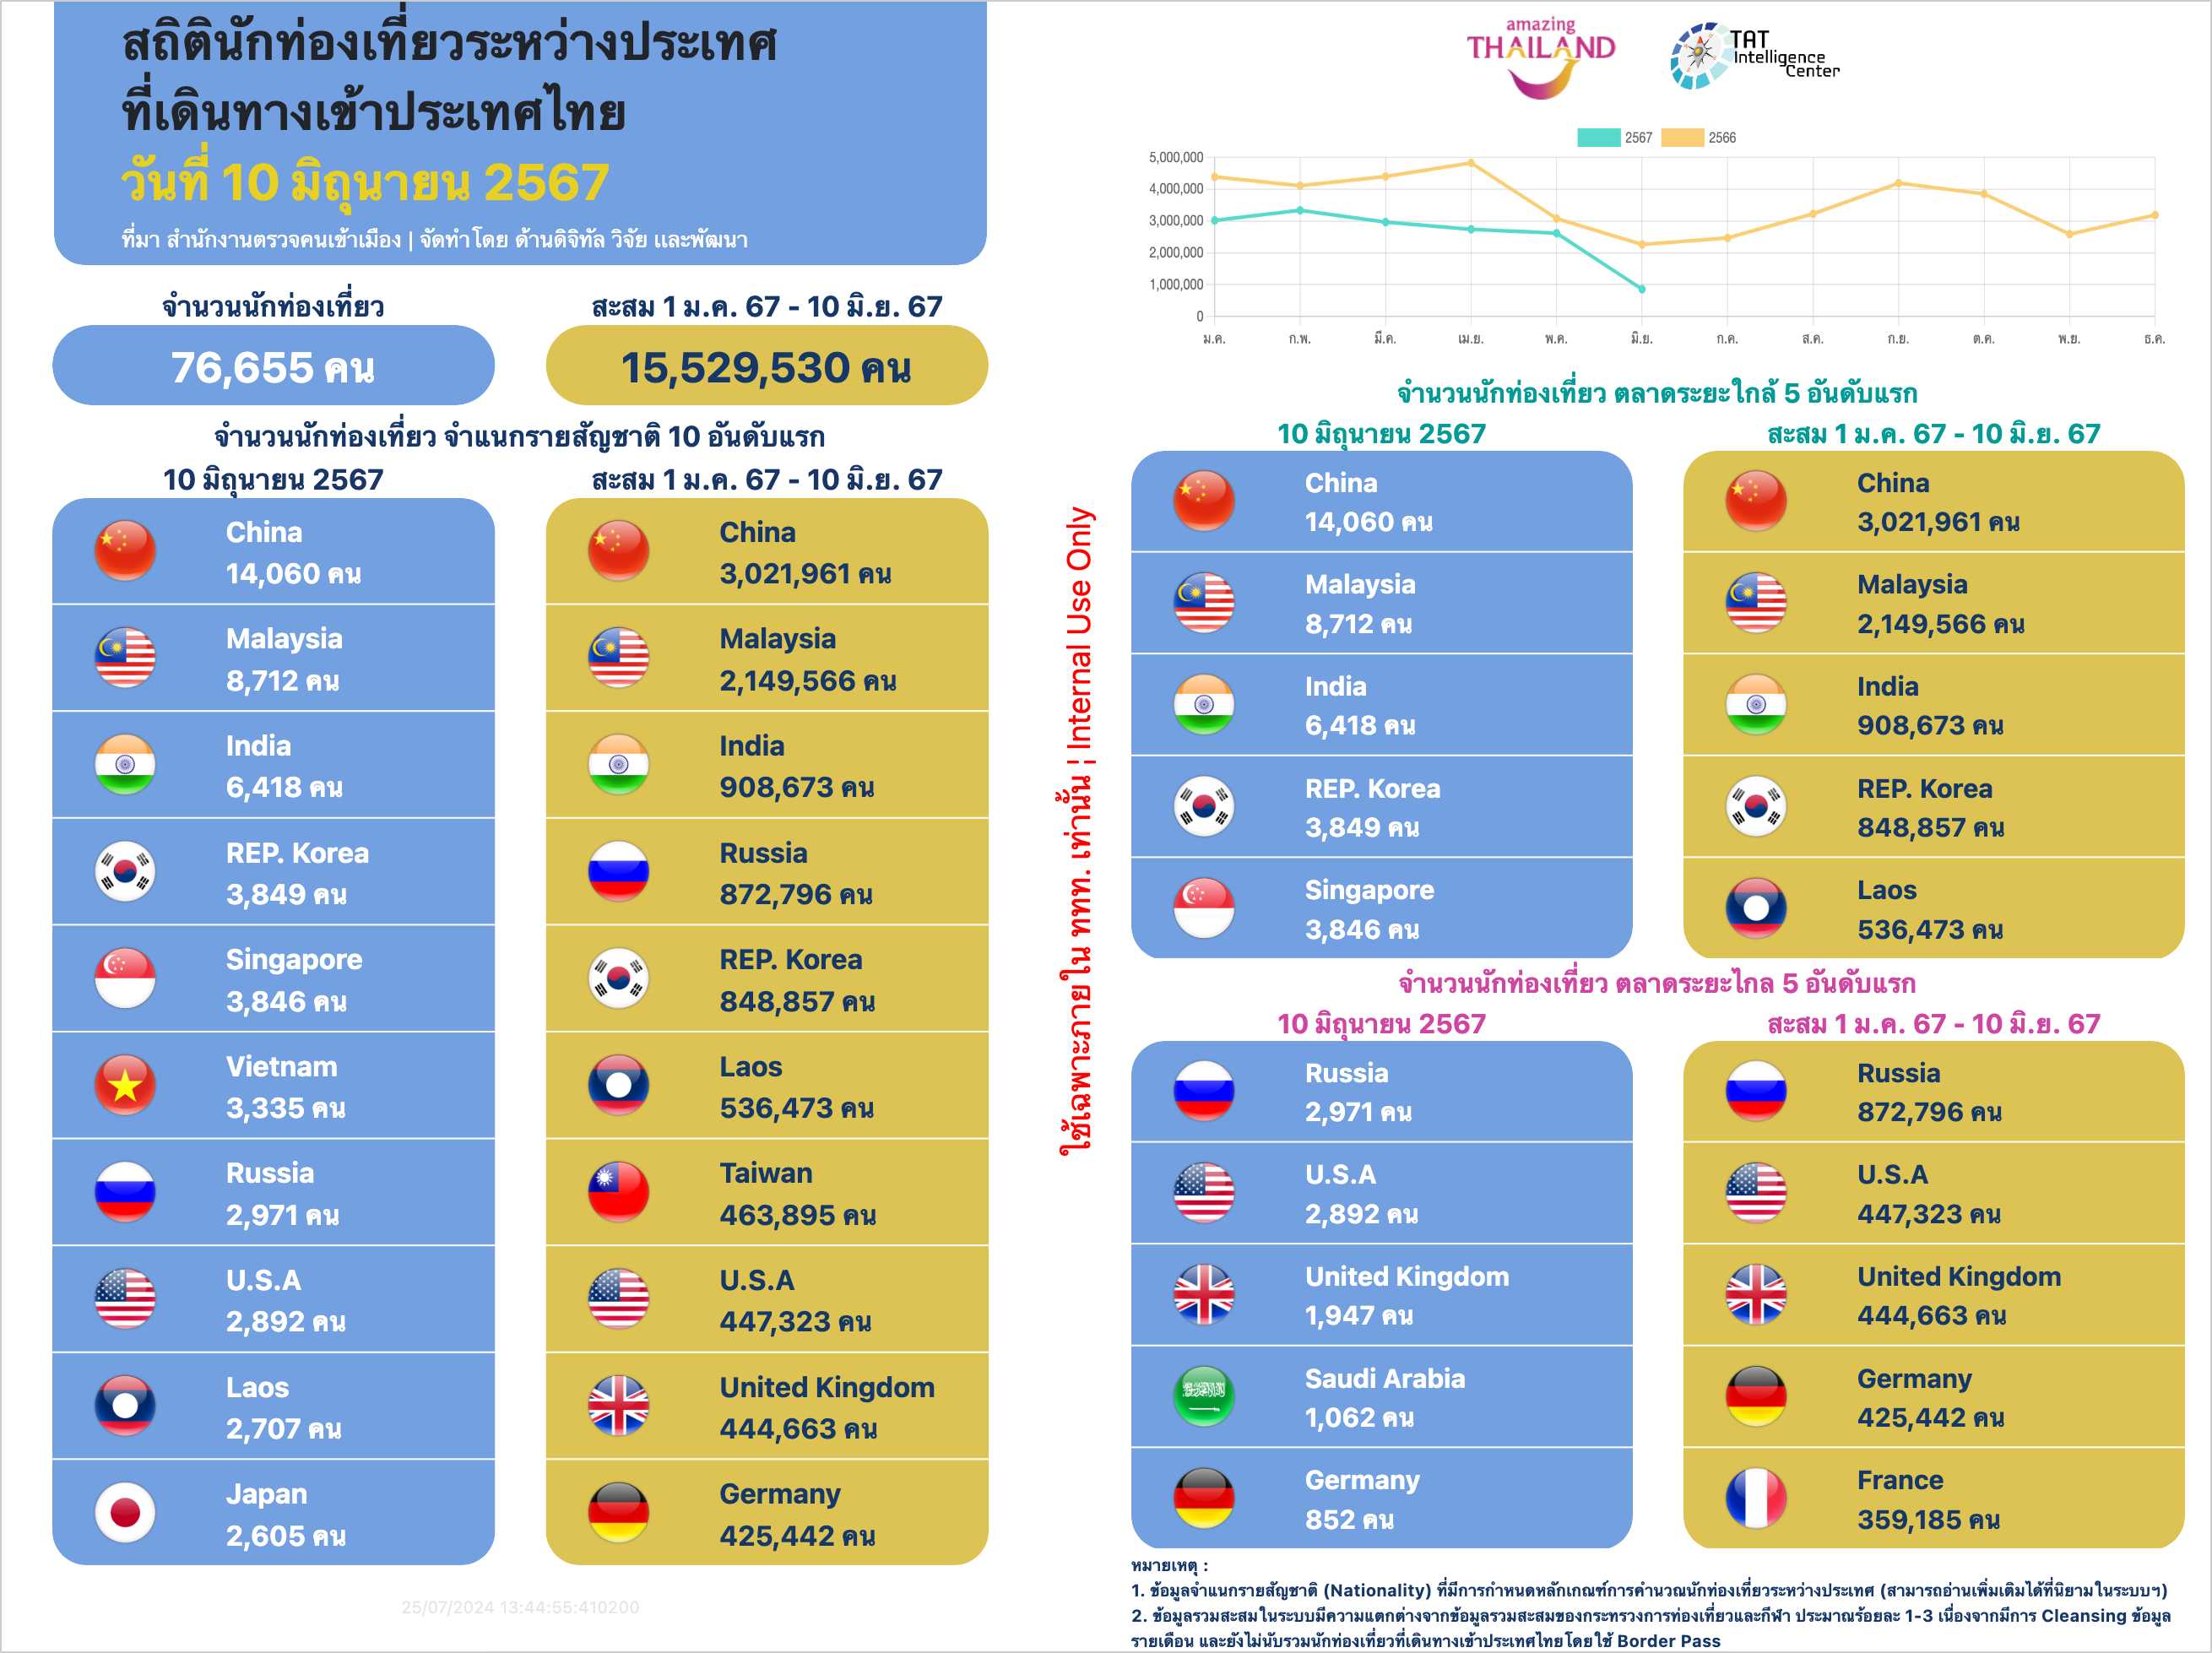 สถิตินักท่องเที่ยวระหว่างประเทศ
ที่เดินทางเข้าประเทศไทย
วันที่ 10 มิถุนายน 2567
ที่มา สำนักงานตรวจคนเข้าเมือง | จัดทำโดย ด้านดิจิทัล วิจัย และพัฒนา
จำนวนนักท่องเที่ยว
76,655 คน
สะสม 1 ม.ค. 67 - 10 มิ.ย. 67
15,529,530 คน
จำนวนนักท่องเที่ยว จำแนกรายสัญชาติ 10 อันดับแรก
10 มิถุนายน 2567
China
14,060 คน
Malaysia
8,712 คน
India
6,418 คน
REP. Korea
3,849 คน
Singapore
3,846 คน
Vietnam
3,335 คน
Russia
2,971 คน
U.S.A
2,892 คน
Laos
2,707 คน
Japan
2,605 คน
สะสม 1 ม.ค. 67 - 10 มิ.ย. 67
China
3,021,961 คน
Malaysia
2,149,566 คน
India
908,673 คน
Russia
872,796 คน
REP. Korea
848,857 คน
Laos
536,473 คน
Taiwan
463,895 คน
U.S.A
447,323 คน
United Kingdom
444,663 คน
Germany
425,442 คน
25/07/2024 13:44:55:410200
ใช้เฉพาะภายใน ททท. เท่านั้น ¦ Internal Use Only
amazing
THAILAND
TAT
Intelligence
Center
2567
2566
5,000,000
4,000,000
3,000,000
2,000,000
1,000,000
0
ม.ค. ก.พ. มี.ค. เม.ย. พ.ค. มิ.ย. ก.ค. ส.ค. ก.ย. ต.ค. พ.ย. ธ.ค.
จำนวนนักท่องเที่ยว ตลาดระยะใกล้ 5 อันดับแรก
10 มิถุนายน 2567
China
14,060 คน
Malaysia
8,712 คน
India
6,418 คน
REP. Korea
3,849 คน
Singapore
3,846 คน
สะสม 1 ม.ค. 67 - 10 มิ.ย. 67
China
3,021,961 คน
Malaysia
2,149,566 คน
India
908,673 คน
REP. Korea
848,857 คน
Laos
536,473 คน
จำนวนนักท่องเที่ยว ตลาดระยะไกล 5 อันดับแรก
10 มิถุนายน 2567
Russia
2,971 คน
U.S.A
2,892 คน
United Kingdom
1,947 คน
Saudi Arabia
1,062 คน
Germany
852 คน
สะสม 1 ม.ค. 67 - 10 มิ.ย. 67
Russia
872,796 คน
U.S.A
447,323 คน
United Kingdom
444,663 คน
Germany
425,442 คน
France
359,185 คน
หมายเหตุ :
1. ข้อมูลจำแนกรายสัญชาติ (Nationality) ที่มีการกำหนดหลักเกณฑ์การคำนวณนักท่องเที่ยวระหว่างประเทศ (สามารถอ่านเพิ่มเติมได้ที่นิยามในระบบฯ)
2. ข้อมูลรวมสะสมในระบบมีความแตกต่างจากข้อมูลรวมสะสมของกระทรวงการท่องเที่ยวและกีฬา ประมาณร้อยละ 1-3 เนื่องจากมีการ Cleansing ข้อมูล
รายเดือน และยังไม่นับรวมนักท่องเที่ยวที่เดินทางเข้าประเทศไทยโดยใช้ Border Pass